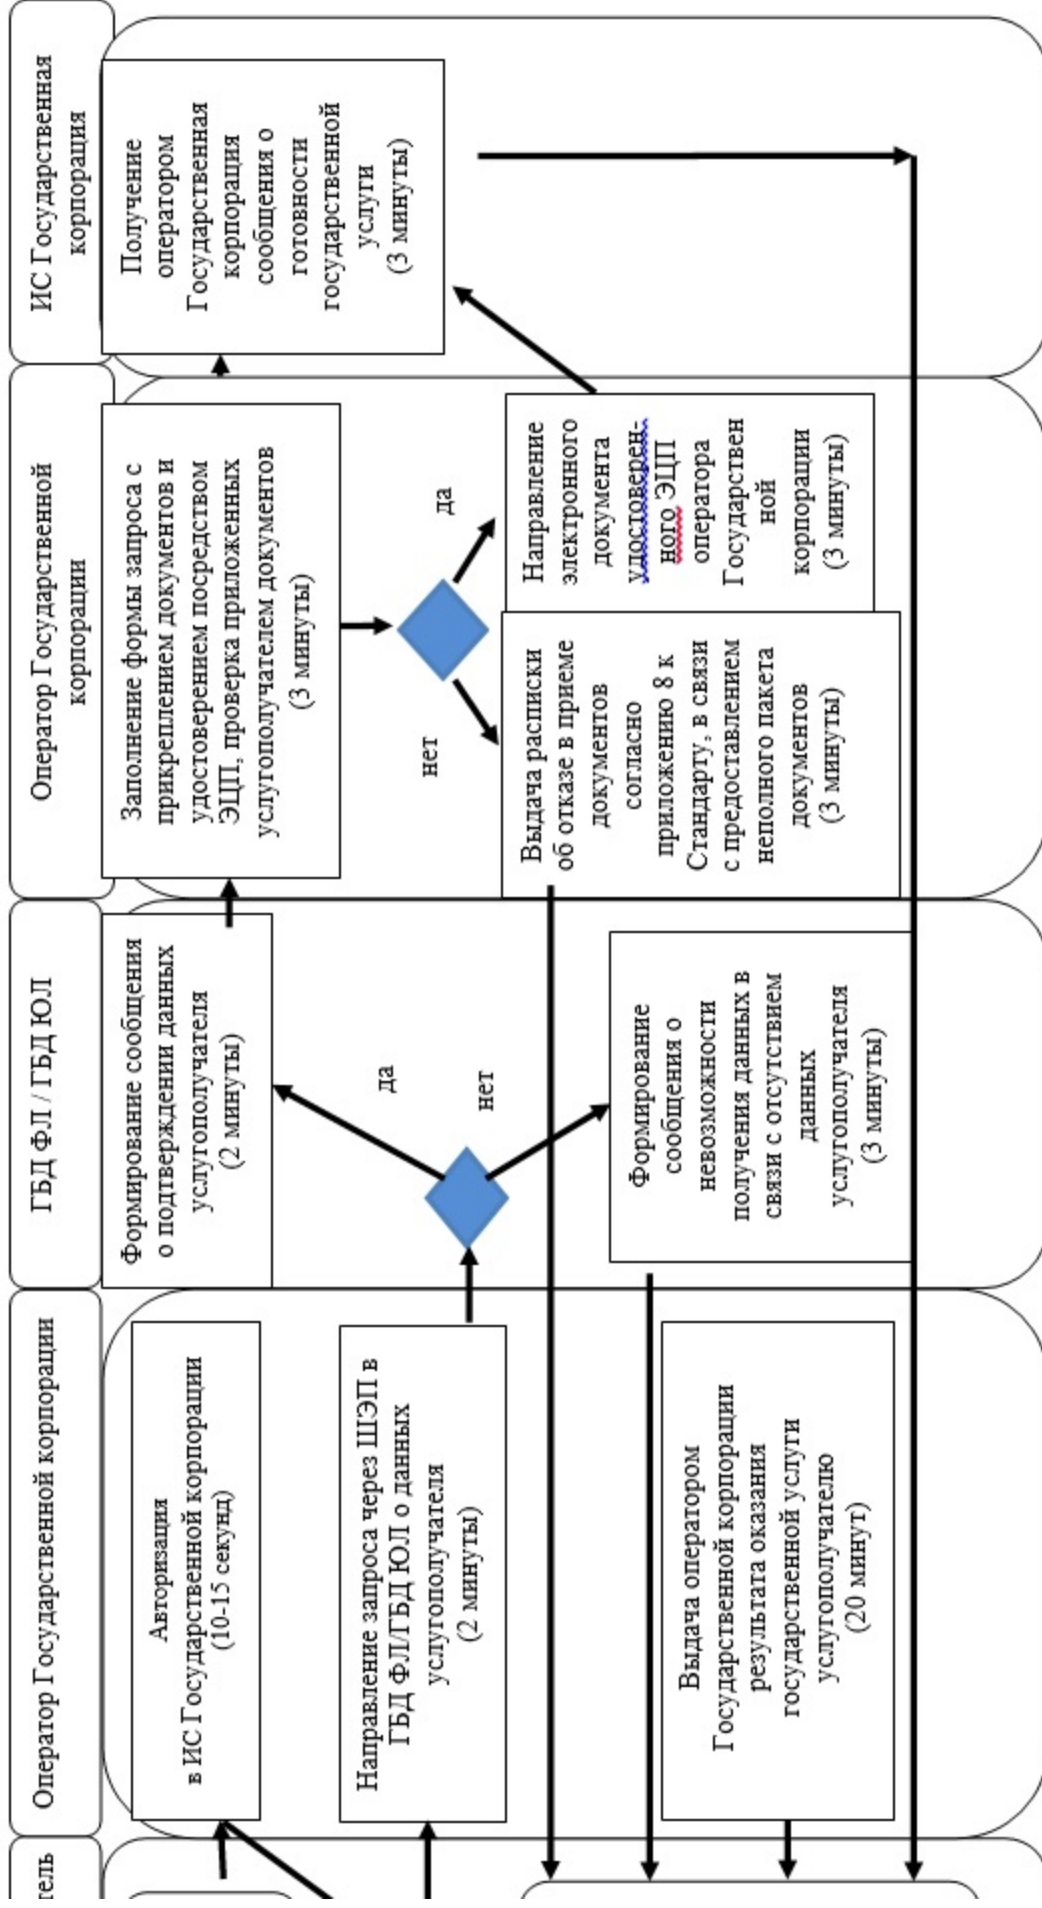 тель
Оператор Государственной корпорации
ГБД ФЛ / ГБД ЮЛ
Оператор Государственной
корпорации
ИС Государственная
корпорация
Авторизация
в ИС Государственной корпорации
(10-15 секунд)
Направление запроса через ШЭП в
ГБД ФЛ/ГБД ЮЛ о данных
услугополучателя
(2 минуты)
Выдача оператором
Государственной корпорации
результата оказания
государственной услуги
услугополучателю
(20 минут)
Формирование сообщения
о подтверждении данных
услугополучателя
(2 минуты)
да
нет
Формирование
сообщения о
невозможности
получения данных в
связи с отсутствием
данных
услугополучателя
(3 минуты)
Заполнение формы запроса с
прикреплением документов и
удостоверением посредством
ЭЦП, проверка приложенных
услугополучателем документов
(3 минуты)
нет
да
Выдача расписки
об отказе в приеме
документов
согласно
приложению 8 к
Стандарту, в связи
с предоставлением
неполного пакета
документов
(3 минуты)
Направление
электронного
документа
удостоверен-
ного ЭЦП
оператора
Государствен
ной
корпорации
(3 минуты)
Получение
оператором
Государственная
корпорация
сообщения о
готовности
государственной
услуги
(3 минуты)